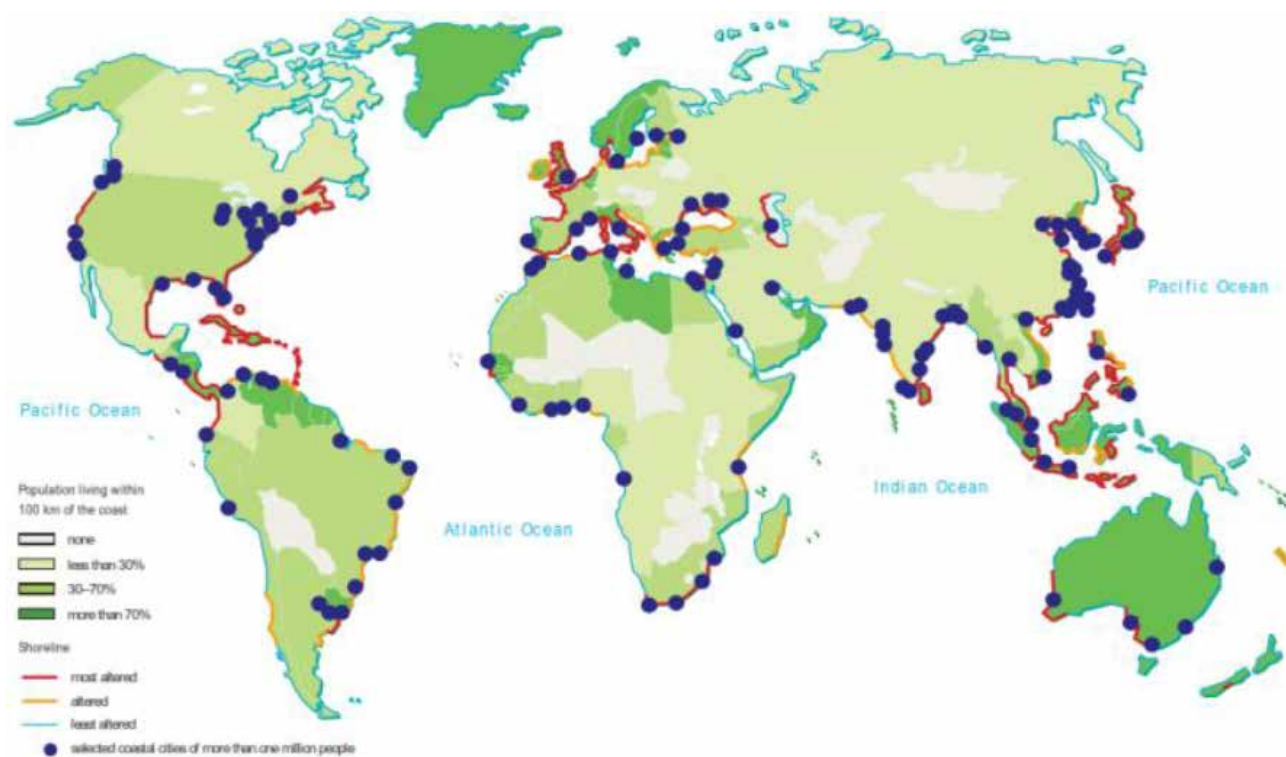 Pacific Ocean
Pacific Ocean
Indian Ocean
Atlantic Ocean
Population living within
100 km of the coast
none
less than 30%
30–70%
more than 70%
Shoreline
most altered
altered
least altered
selected coastal cities of more than one million people